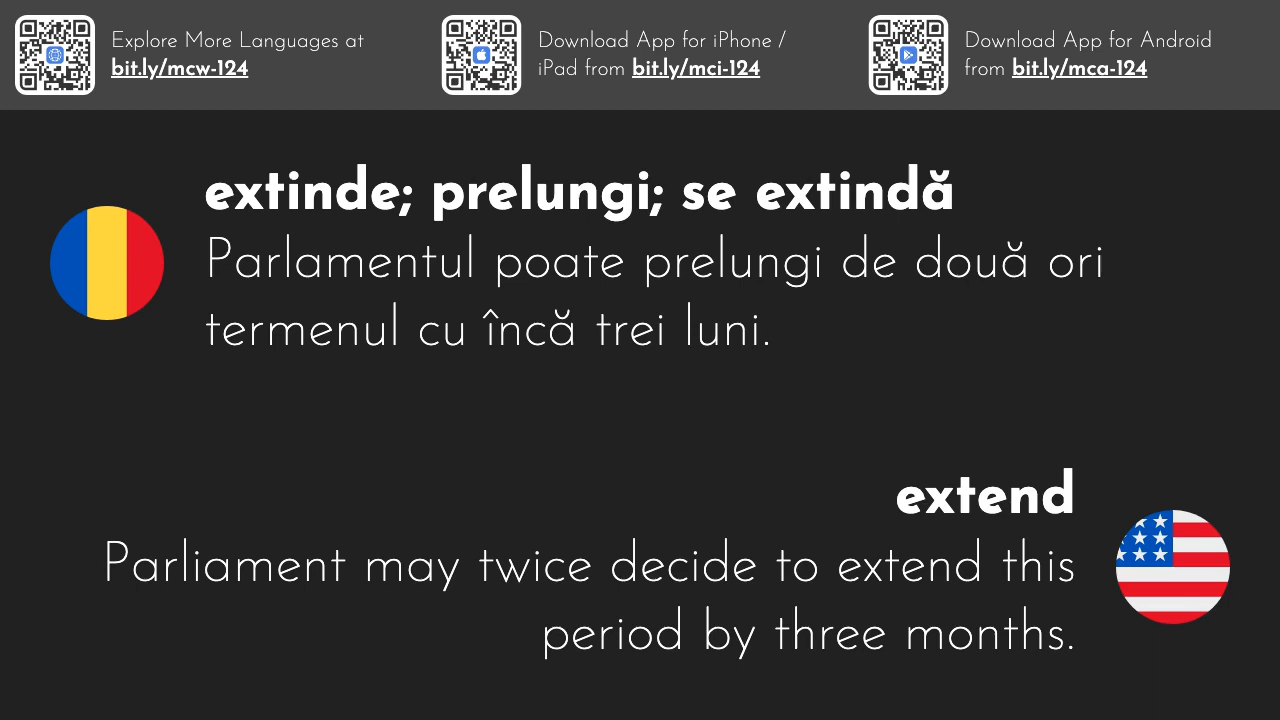 Explore More Languages at
bit.ly/mcw-124
Download App for iPhone /
iPad from bit.ly/mci-124
Download App for Android
from bit.ly/mca-124
extinde; prelungi; se extindă
Parlamentul poate prelungi de două ori
termenul cu încă trei luni.
extend
Parliament may twice decide to extend this
period by three months.